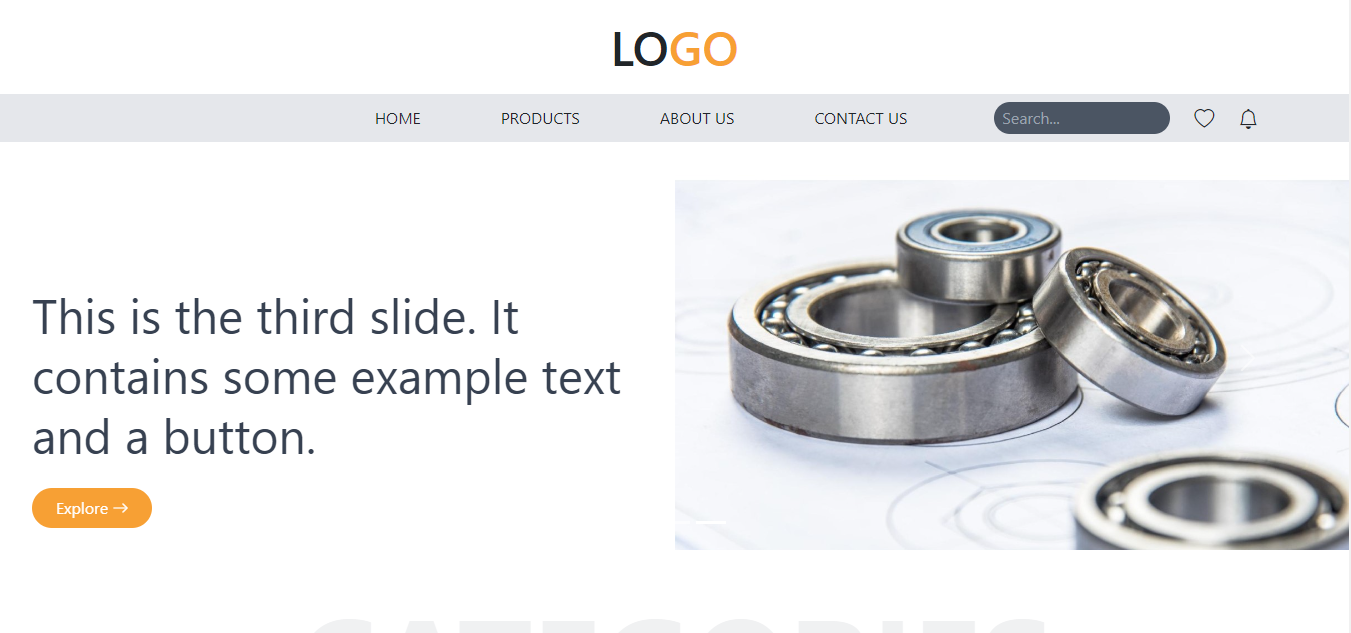 LOGO
HOME PRODUCTS ABOUT US CONTACT US Search...
This is the third slide. It
contains some example text
and a button.
Explore →
CATEGORIES